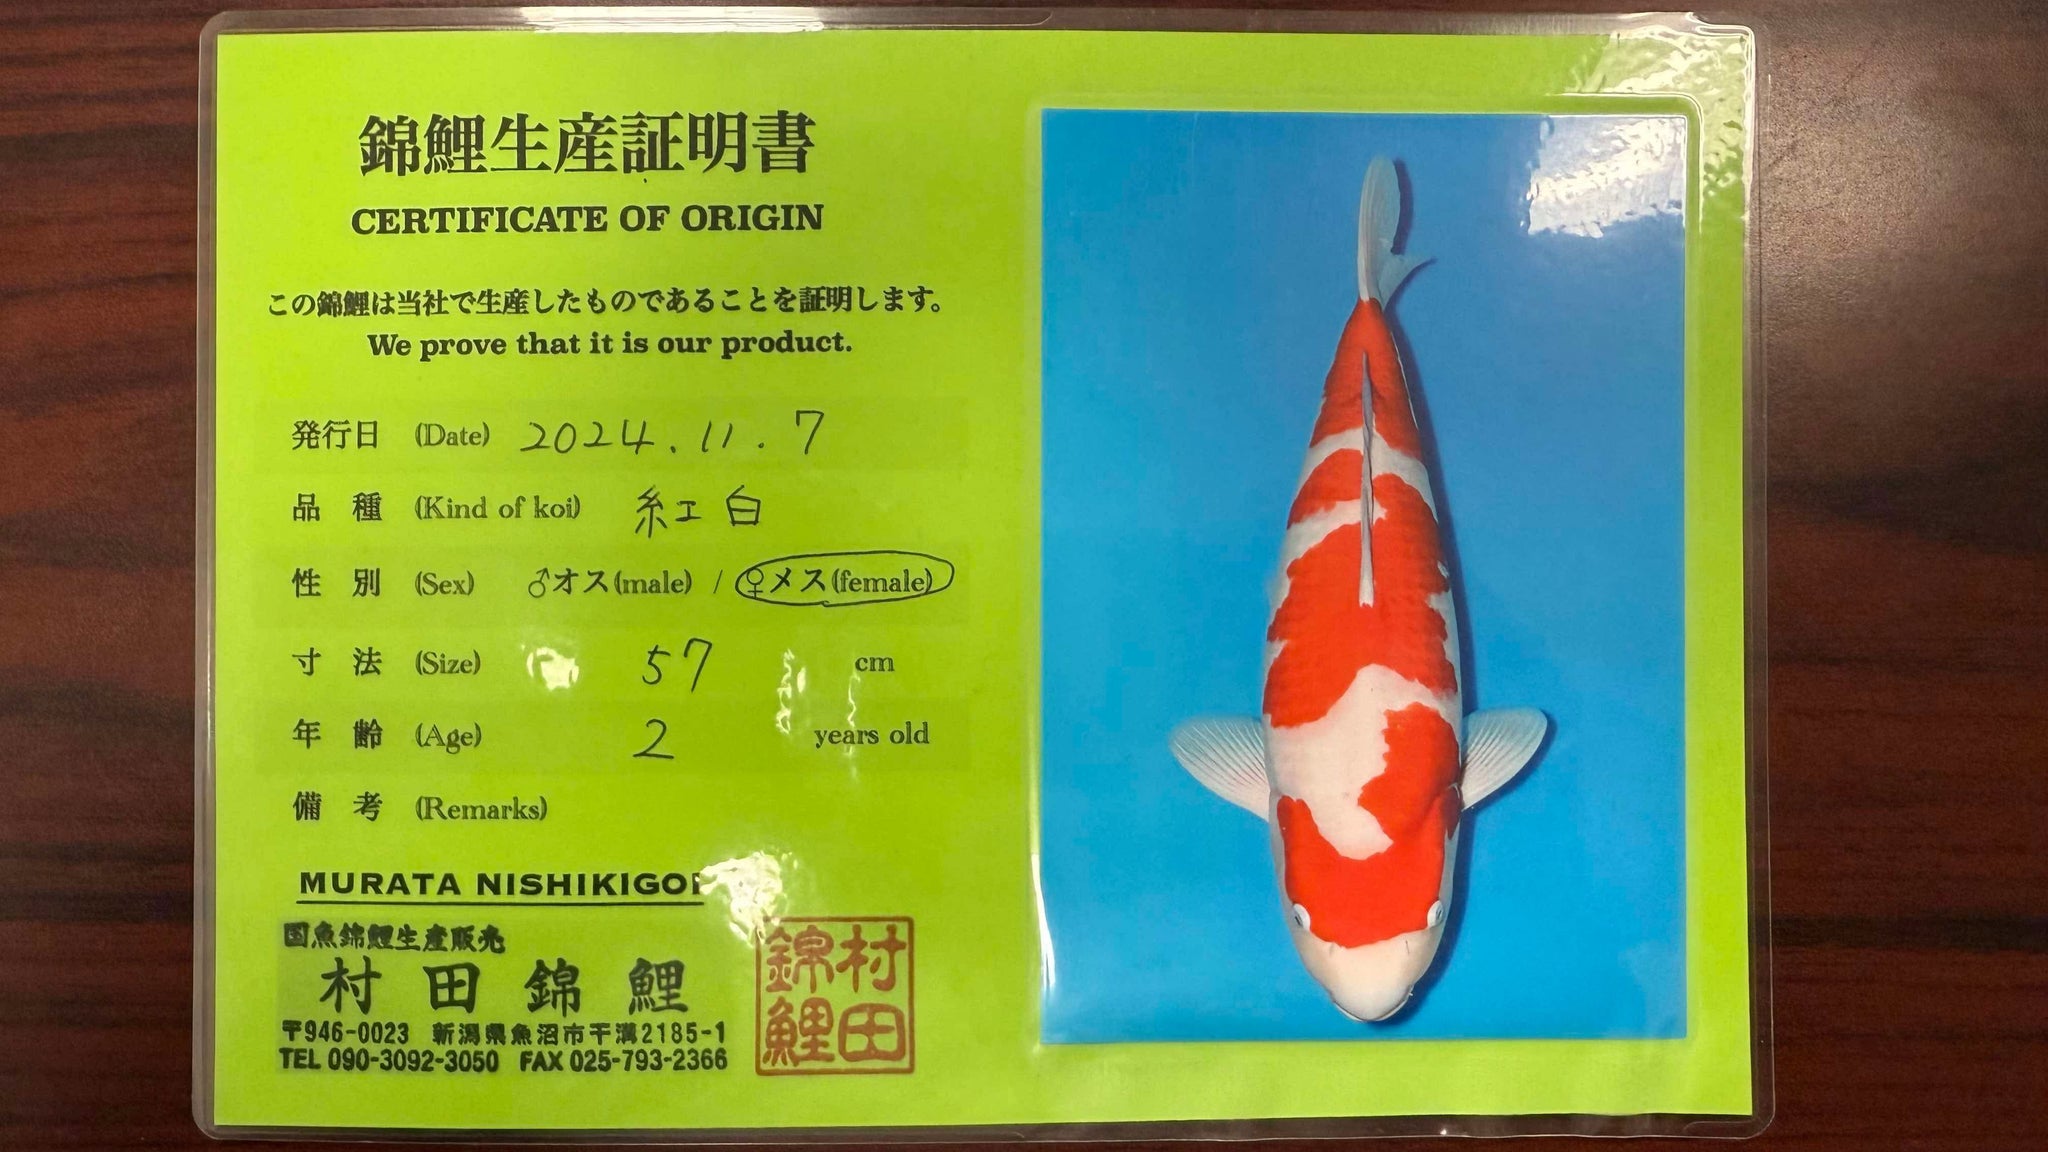 錦鯉生産証明書
CERTIFICATE OF ORIGIN
この錦鯉は当社で生産したものであることを証明します。
We prove that it is our product.
発行日 (Date) 2024.11.7
品種 (Kind of koi) 紅白
性別 (Sex) ♂オス(male) / ♀メス(female)
寸法 (Size) 57 cm
年齢 (Age) 2 years old
備考 (Remarks)
MURATA NISHIKIGOI
国魚錦鯉生産販売
村田錦鯉
〒946-0023 新潟県魚沼市干溝2185-1
TEL 090-3092-3050 FAX 025-793-2366
村田
錦鯉